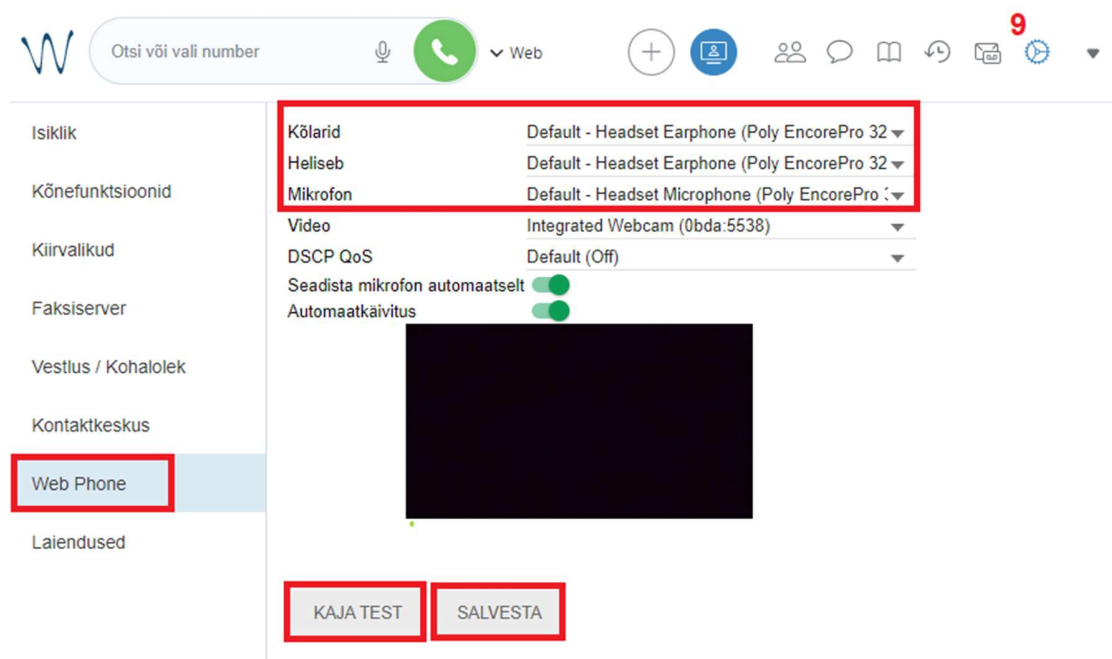 9
Otsi või vali number
Web
Isiklik
Kõnefunktsioonid
Kiirvalikud
Faksiserver
Vestlus / Kohalolek
Kontaktkeskus
Web Phone
Laiendused
Kõlarid Default - Headset Earphone (Poly EncorePro 32
Heliseb Default - Headset Earphone (Poly EncorePro 32
Mikrofon Default - Headset Microphone (Poly EncorePro
Video Integrated Webcam (0bda:5538)
DSCP QoS Default (Off)
Seadista mikrofon automaatselt
Automaatkäivitus
KAJA TEST SALVESTA